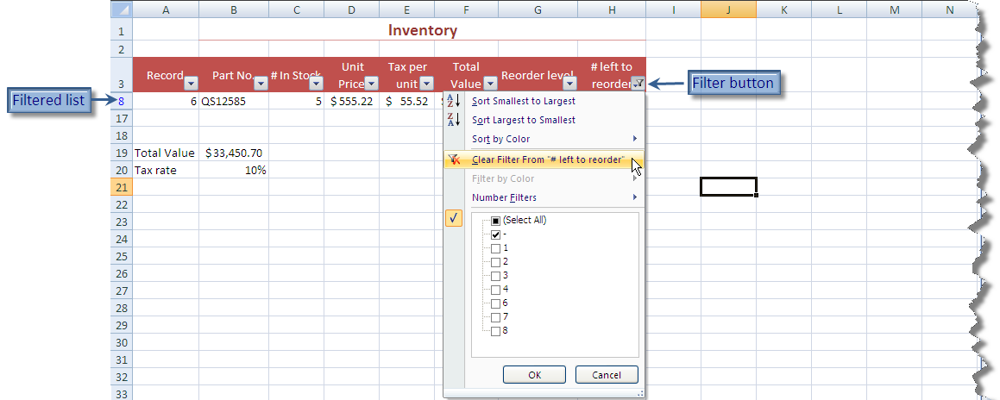 A B C D E F G H I J K L M N
1 Inventory
2
Unit Tax per Total # left to
Record Part No. # In Stock Reorder level
3 Price unit Value reorder
Filter button
Filtered list
8 6 QS12585 5 $ 555.22 $ 55.52 $
17
18
19 Total Value $33,450.70
20 Tax rate 10%
21
22
23
24
25
26
27
28
29
30
31
32
33
Sort Smallest to Largest
Sort Largest to Smallest
Sort by Color
Clear Filter From "# left to reorder"
Filter by Color
Number Filters
(Select All)
-
1
2
3
4
6
7
8
OK Cancel